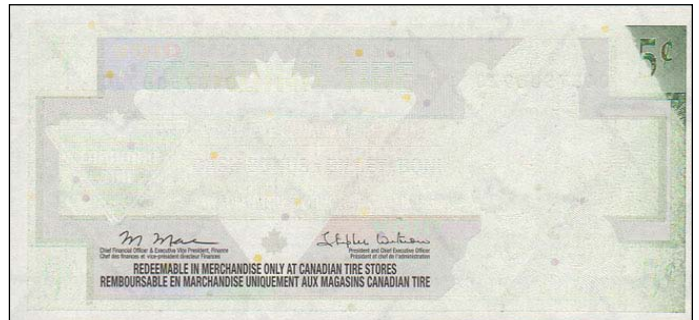 5¢
Chief Financial Officer & Executive Vice President, Finance
Chef des finances et vice-président directeur Finances
President and Chief Executive Officer
Président et chef de l'administration
REDEEMABLE IN MERCHANDISE ONLY AT CANADIAN TIRE STORES
REMBOURSABLE EN MARCHANDISE UNIQUEMENT AUX MAGASINS CANADIAN TIRE